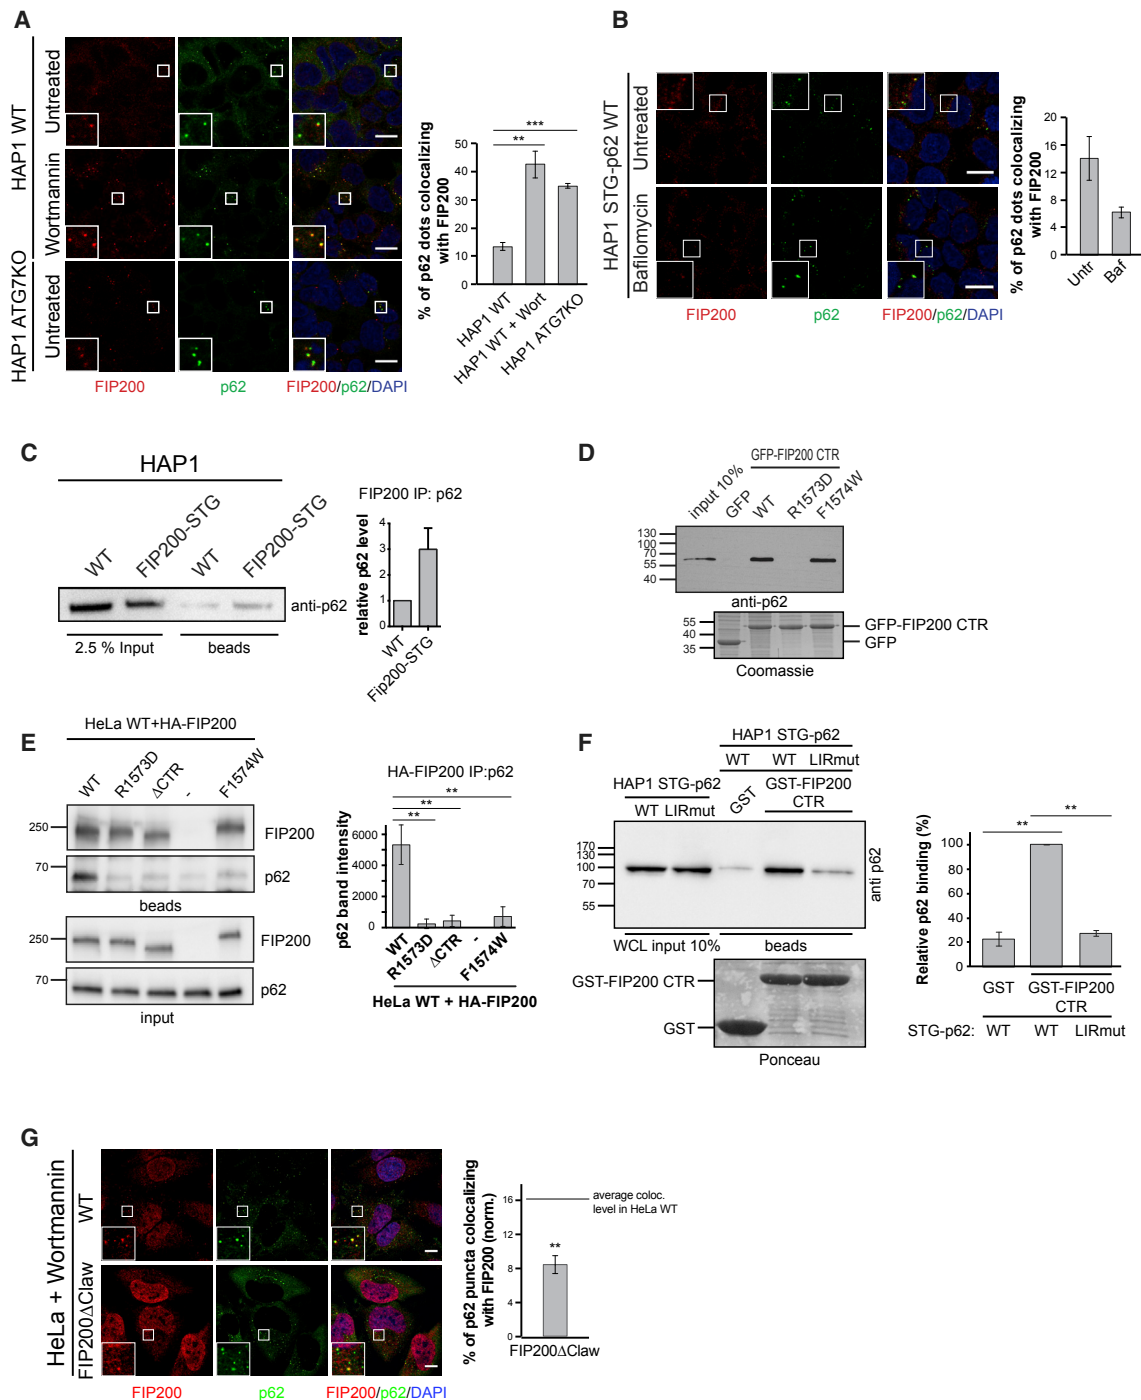 A
HAP1 WT
HAP1 ATG7KO
Untreated
Wortmannin
Untreated
FIP200
p62
FIP200/p62/DAPI
% of p62 dots colocalizing
with FIP200
50
40
30
20
10
0
**
***
HAP1 WT
HAP1 WT + Wort
HAP1 ATG7KO
B
HAP1 STG-p62 WT
Untreated
Bafilomycin
FIP200
p62
FIP200/p62/DAPI
% of p62 dots colocalizing
with FIP200
20
16
12
8
4
0
Untr
Baf
C
HAP1
WT
FIP200-STG
WT
FIP200-STG
anti-p62
2.5 % Input
beads
FIP200 IP: p62
relative p62 level
4
3
2
1
0
WT
Fip200-STG
D
GFP-FIP200 CTR
input 10%
GFP
WT
R1573D
F1574W
130
100
70
55
40
anti-p62
55
40
35
GFP-FIP200 CTR
GFP
Coomassie
E
HeLa WT+HA-FIP200
WT
R1573D
ΔCTR
-
F1574W
250
FIP200
70
p62
beads
250
FIP200
70
p62
input
HA-FIP200 IP:p62
**
**
**
p62 band intensity
6000
4000
2000
0
WT
R1573D
ΔCTR
-
F1574W
HeLa WT + HA-FIP200
F
HAP1 STG-p62
WT
WT
LIRmut
HAP1 STG-p62
GST
GST-FIP200
CTR
WT
LIRmut
170
130
100
70
55
anti p62
WCL input 10%
beads
GST-FIP200 CTR
GST
Ponceau
Relative p62 binding (%)
100
80
60
40
20
0
**
**
GST
GST-FIP200
CTR
STG-p62:
WT
WT
LIRmut
G
HeLa + Wortmannin
WT
FIP200ΔClaw
FIP200
p62
FIP200/p62/DAPI
% of p62 puncta colocalizing
with FIP200 (norm.)
16
12
8
4
0
average coloc.
level in HeLa WT
**
FIP200ΔClaw